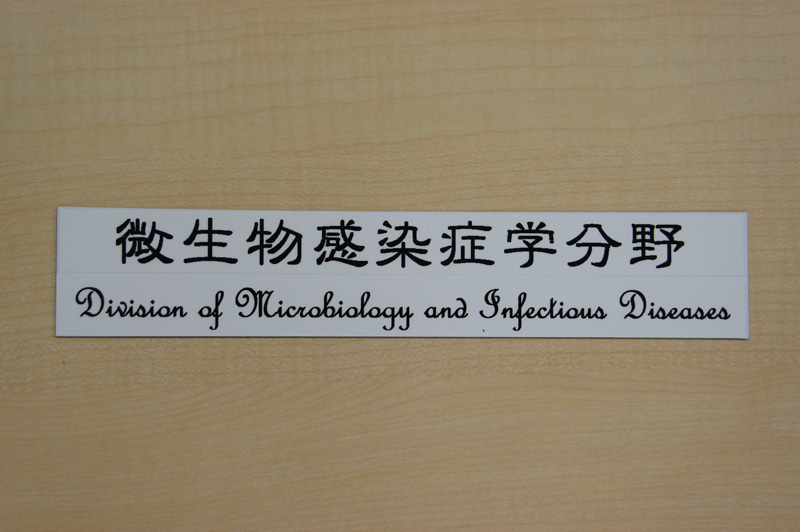 微生物感染症学分野
Division of Microbiology and Infectious Diseases